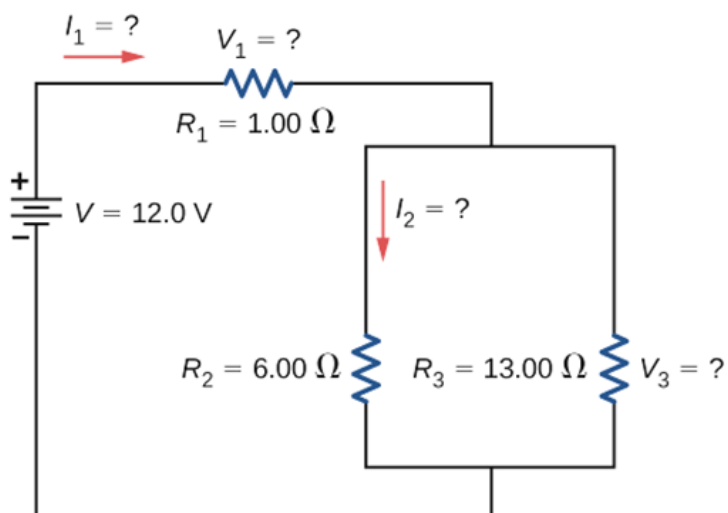 I₁ = ?
V₁ = ?
R₁ = 1.00 Ω
+
V = 12.0 V
−
I₂ = ?
R₂ = 6.00 Ω
R₃ = 13.00 Ω
V₃ = ?